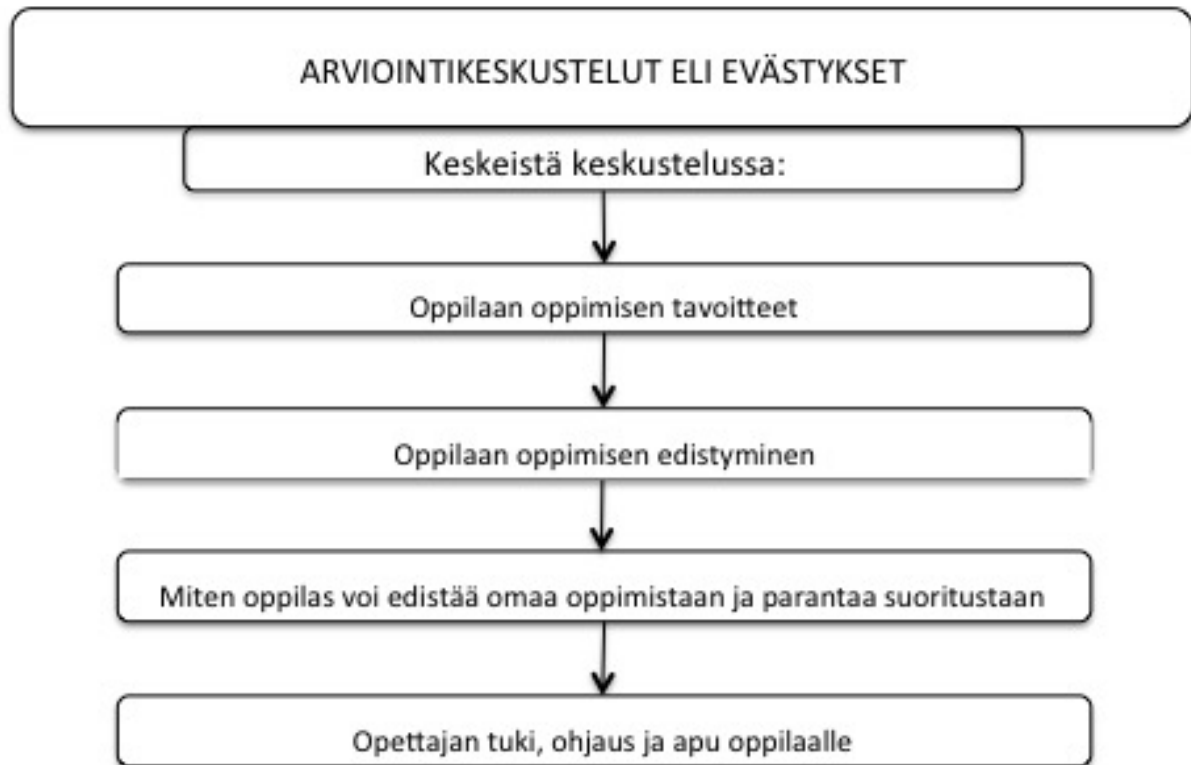 ARVIOINTIKESKUSTELUT ELI EVÄSTYKSET
Keskeistä keskustelussa:
Oppilaan oppimisen tavoitteet
Oppilaan oppimisen edistyminen
Miten oppilas voi edistää omaa oppimistaan ja parantaa suoritustaan
Opettajan tuki, ohjaus ja apu oppilaalle